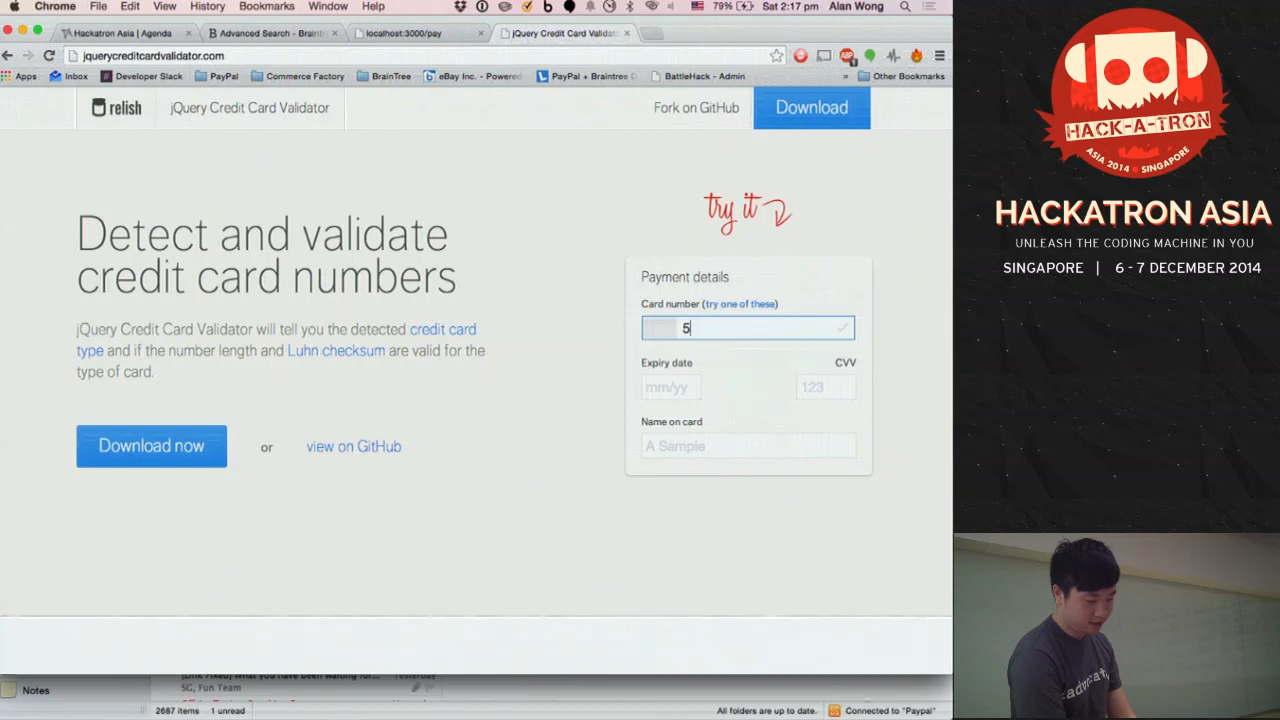 Chrome File Edit View History Bookmarks Window Help 79% Sat 2:17 pm Alan Wong
Hackatron Asia | Agenda
Advanced Search - Braint
localhost:3000/pay
jQuery Credit Card Validat
jquerycreditcardvalidator.com
Apps Inbox Developer Slack PayPal Commerce Factory BrainTree eBay Inc. - Powered PayPal + Braintree D BattleHack - Admin » Other Bookmarks
relish jQuery Credit Card Validator Fork on GitHub Download
try it
Detect and validate
credit card numbers
jQuery Credit Card Validator will tell you the detected credit card
type and if the number length and Luhn checksum are valid for the
type of card.
Download now or view on GitHub
Payment details
Card number (try one of these)
5
Expiry date CVV
mm/yy 123
Name on card
A Sample
Notes
Yesterday
SG, Fun Team
2687 items 1 unread All folders are up to date. Connected to "Paypal"
HACK-A-TRON
ASIA 2014 SINGAPORE
HACKATRON ASIA
UNLEASH THE CODING MACHINE IN YOU
SINGAPORE | 6 - 7 DECEMBER 2014